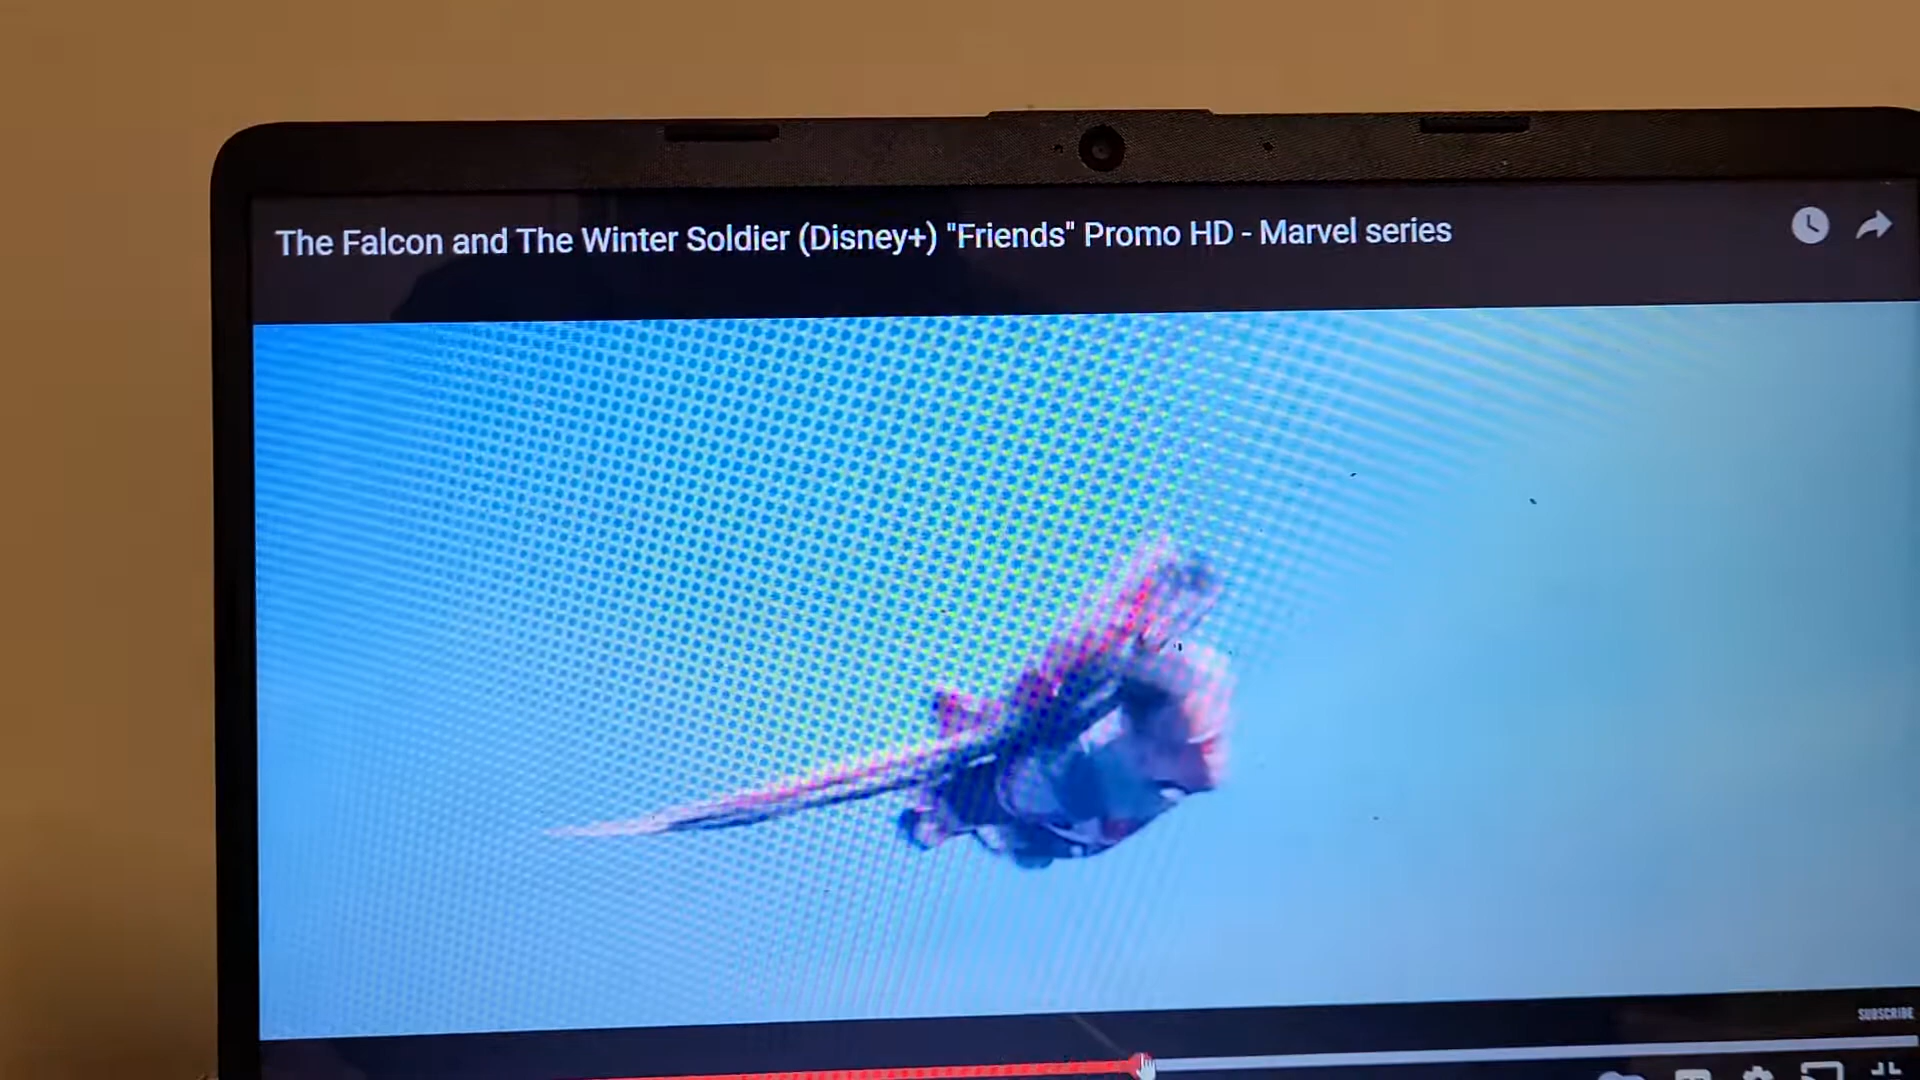 The Falcon and The Winter Soldier (Disney+) "Friends" Promo HD - Marvel series
SUBSCRIBE